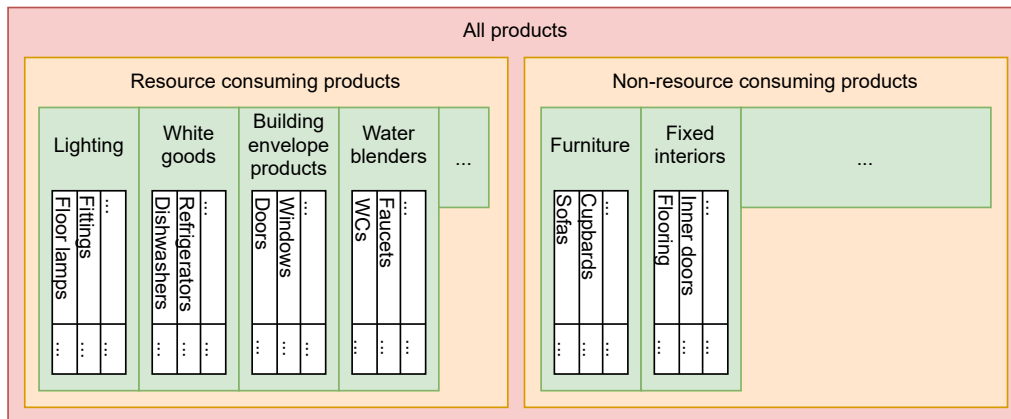 All products
Resource consuming products
Lighting
White
goods
Building
envelope
products
Water
blenders
...
Floor lamps
Fittings
...
...
...
...
Dishwashers
Refrigerators
...
...
...
...
Doors
Windows
...
...
...
...
WCs
Faucets
...
...
...
...
Non-resource consuming products
Furniture
Fixed
interiors
...
Sofas
Cupbards
...
...
...
...
Flooring
Inner doors
...
...
...
...